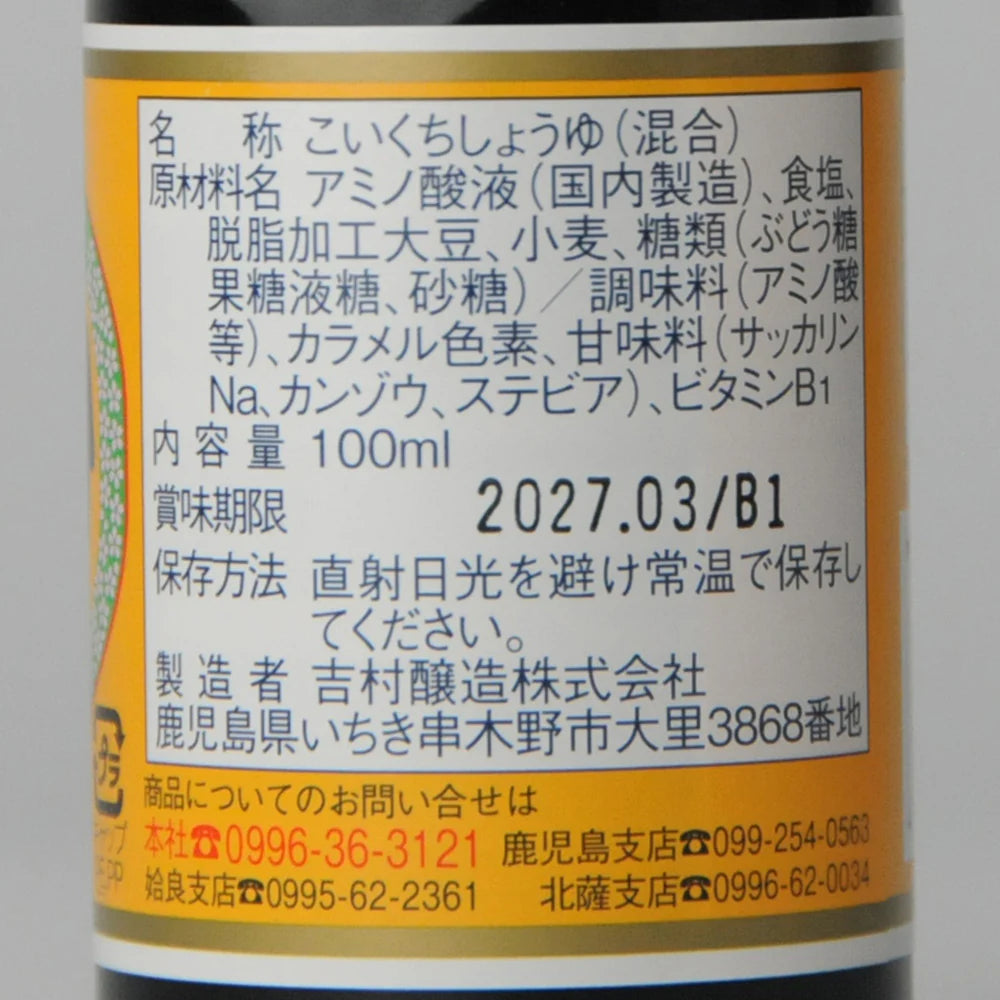 名称 こいくちしょうゆ(混合)
原材料名 アミノ酸液(国内製造)、食塩、
脱脂加工大豆、小麦、糖類(ぶどう糖
果糖液糖、砂糖)/調味料(アミノ酸
等)、カラメル色素、甘味料(サッカリン
Na、カンゾウ、ステビア)、ビタミンB1
内容量 100ml
賞味期限 2027.03/B1
保存方法 直射日光を避け常温で保存し
てください。
製造者 吉村醸造株式会社
鹿児島県いちき串木野市大里3868番地
プラ
キャップ
PP
商品についてのお問い合せは
本社☎0996-36-3121 鹿児島支店☎099-254-0563
姶良支店☎0995-62-2361 北薩支店☎0996-62-0034